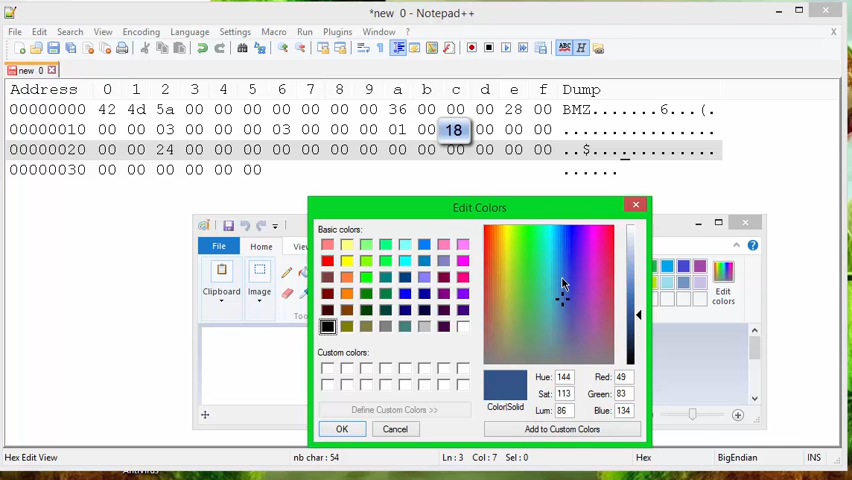 *new  0 - Notepad++
File Edit Search View Encoding Language Settings Macro Run Plugins Window ? X
new  0
Address 0 1 2 3 4 5 6 7 8 9 a b c d e f Dump
00000000 42 4d 5a 00 00 00 00 00 00 00 36 00 00 00 28 00 BMZ.......6...(.
00000010 00 00 03 00 00 00 03 00 00 00 01 00 18 00 00 00 ................
00000020 00 00 24 00 00 00 00 00 00 00 00 00 00 00 00 00 ..$.............
00000030 00 00 00 00 00 00 ......
Edit Colors
File Home
Clipboard Image
Basic colors:
Custom colors:
Define Custom Colors >>
OK Cancel
Color|Solid
Hue: 144 Red: 49
Sat: 113 Green: 83
Lum: 86 Blue: 134
Add to Custom Colors
Edit
colors
Hex Edit View nb char : 54 Ln : 3 Col : 7 Sel : 0 Hex BigEndian INS